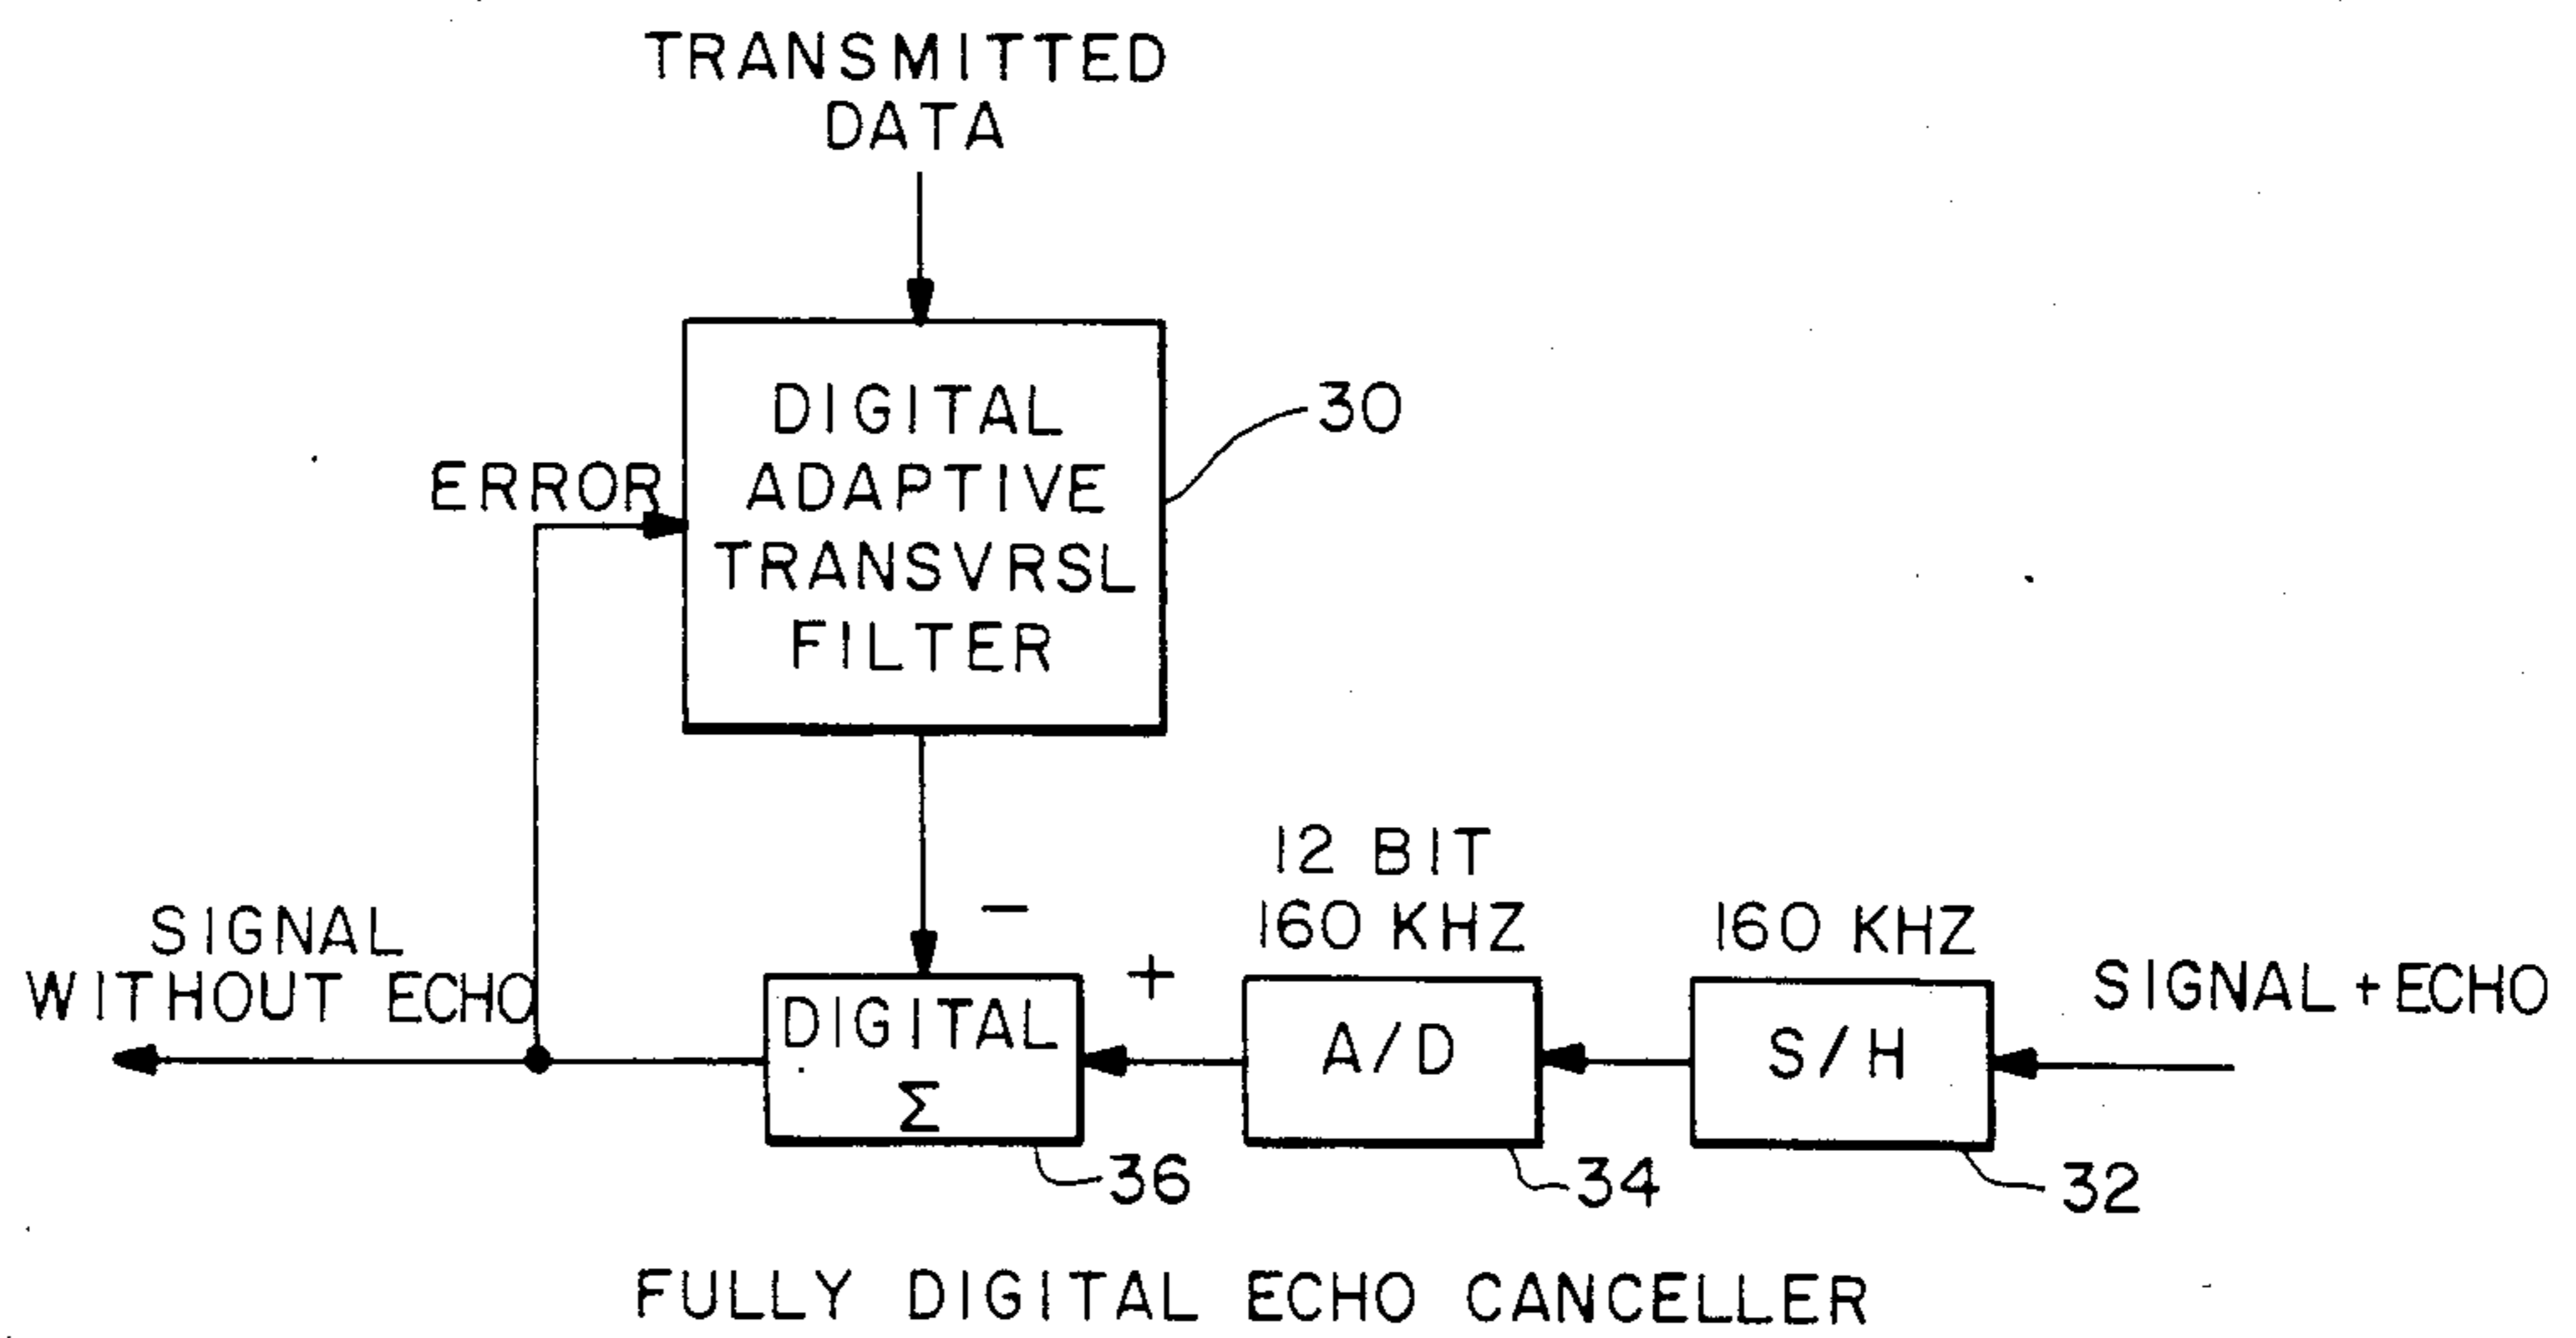 TRANSMITTED
DATA
DIGITAL
ADAPTIVE
TRANSVRSL
FILTER
30
ERROR
12 BIT
160 KHZ
160 KHZ
SIGNAL
WITHOUT ECHO
−
+
SIGNAL + ECHO
DIGITAL
Σ
A/D
S/H
36
34
32
FULLY DIGITAL ECHO CANCELLER